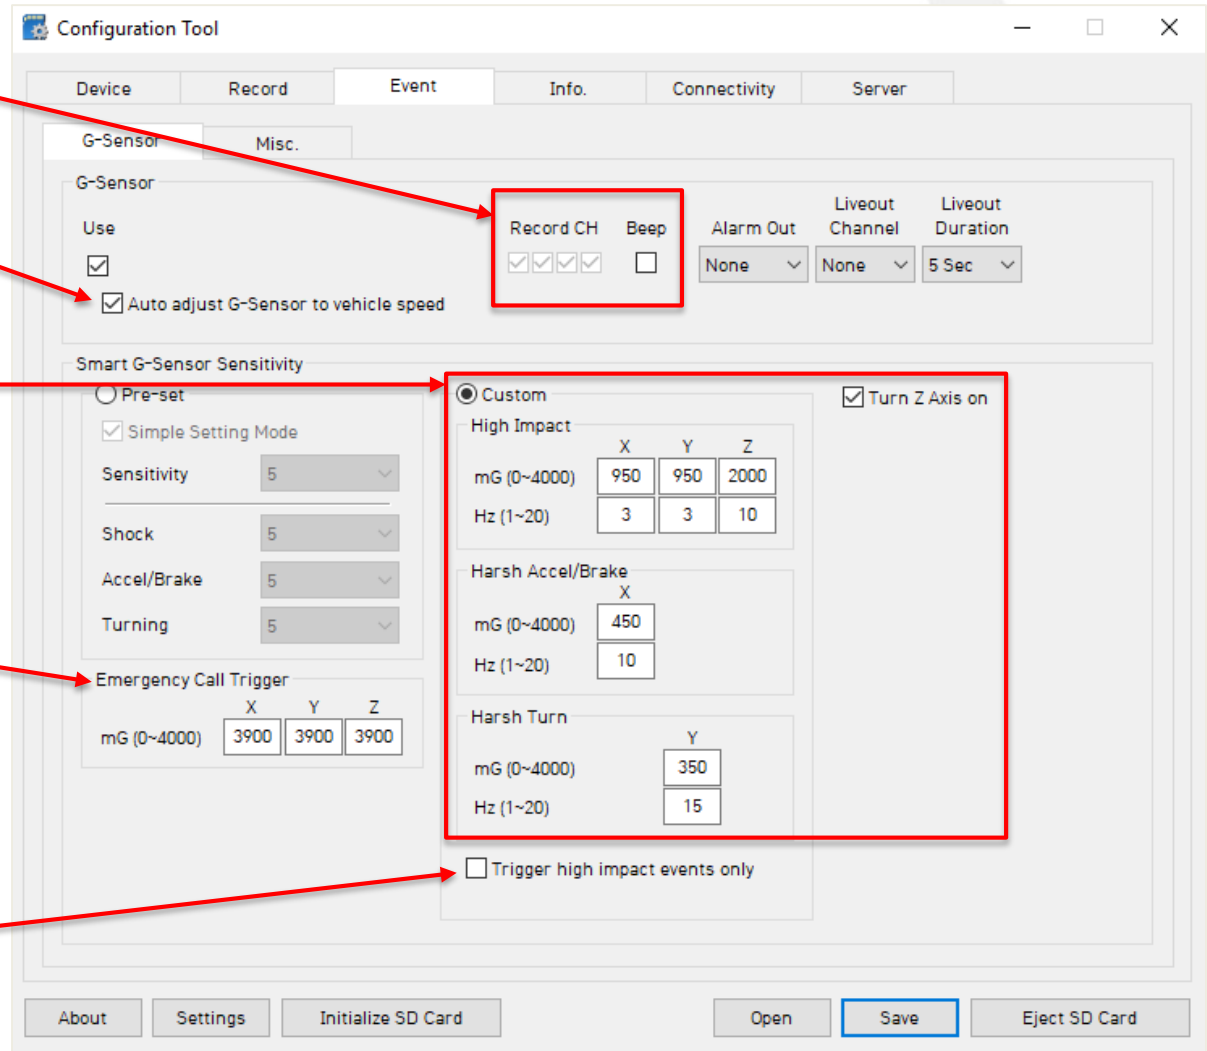 Configuration Tool
Device Record Event Info. Connectivity Server
G-Sensor Misc.
G-Sensor
Use
Record CH Beep Alarm Out Liveout Channel Liveout Duration
None None 5 Sec
Auto adjust G-Sensor to vehicle speed
Smart G-Sensor Sensitivity
Pre-set
Simple Setting Mode
Sensitivity 5
Shock 5
Accel/Brake 5
Turning 5
Emergency Call Trigger
X Y Z
mG (0~4000) 3900 3900 3900
Custom
High Impact
X Y Z
mG (0~4000) 950 950 2000
Hz (1~20) 3 3 10
Harsh Accel/Brake
X
mG (0~4000) 450
Hz (1~20) 10
Harsh Turn
Y
mG (0~4000) 350
Hz (1~20) 15
Trigger high impact events only
Turn Z Axis on
About Settings Initialize SD Card Open Save Eject SD Card